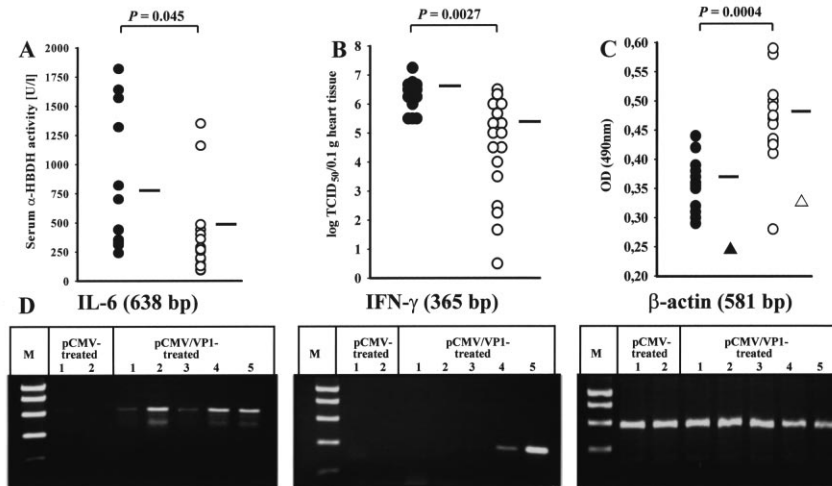 P = 0.045
P = 0.0027
P = 0.0004
A
Serum α-HBDH activity [U/l]
2000
1750
1500
1250
1000
750
500
250
0
B
log TCID50/0.1 g heart tissue
8
7
6
5
4
3
2
1
0
C
OD (490nm)
0,60
0,55
0,50
0,45
0,40
0,35
0,30
0,25
0,20
D
IL-6 (638 bp)
IFN-γ (365 bp)
β-actin (581 bp)
M
pCMV-
treated
1 2
pCMV/VP1-
treated
1 2 3 4 5
M
pCMV-
treated
1 2
pCMV/VP1-
treated
1 2 3 4 5
M
pCMV-
treated
1 2
pCMV/VP1-
treated
1 2 3 4 5